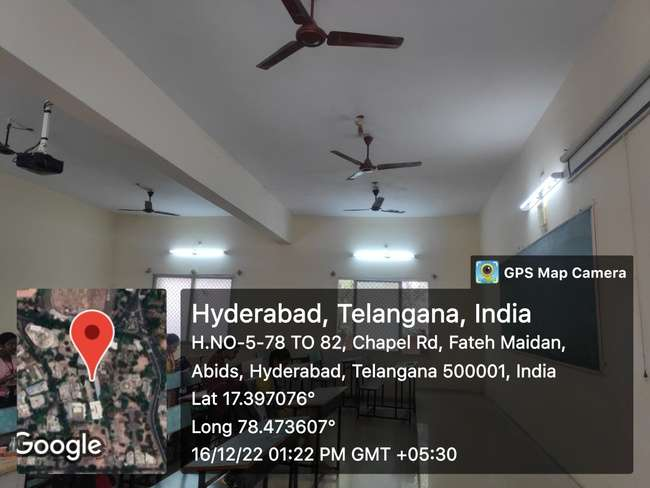 GPS Map Camera
Hyderabad, Telangana, India
H.NO-5-78 TO 82, Chapel Rd, Fateh Maidan,
Abids, Hyderabad, Telangana 500001, India
Lat 17.397076°
Long 78.473607°
16/12/22 01:22 PM GMT +05:30
Google